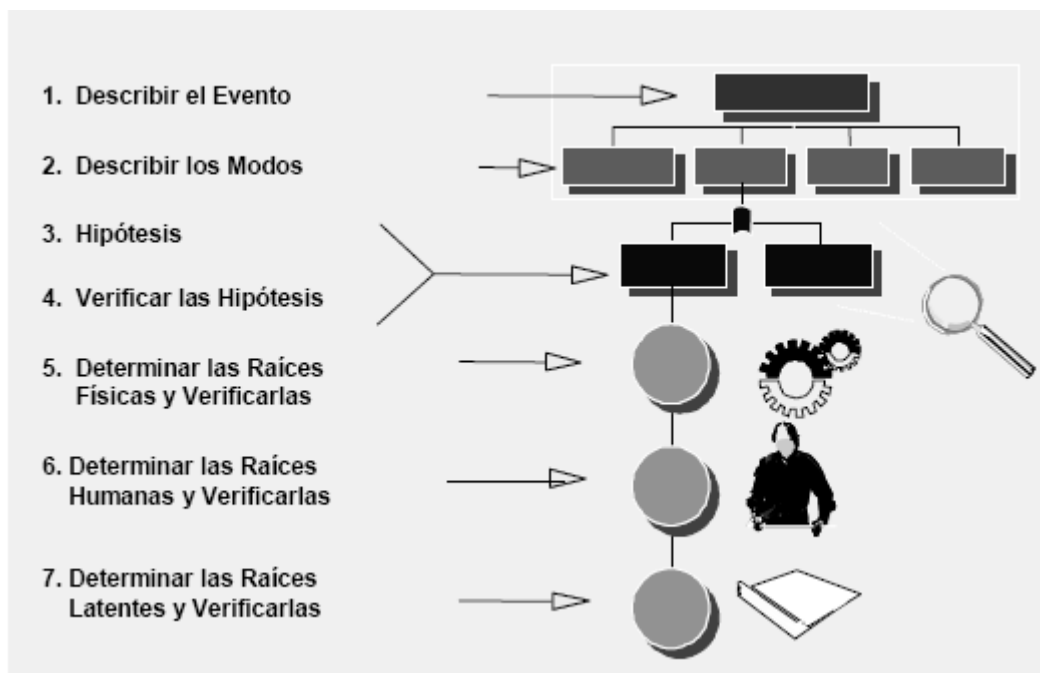 1. Describir el Evento
2. Describir los Modos
3. Hipótesis
4. Verificar las Hipótesis
5. Determinar las Raíces
Físicas y Verificarlas
6. Determinar las Raíces
Humanas y Verificarlas
7. Determinar las Raíces
Latentes y Verificarlas